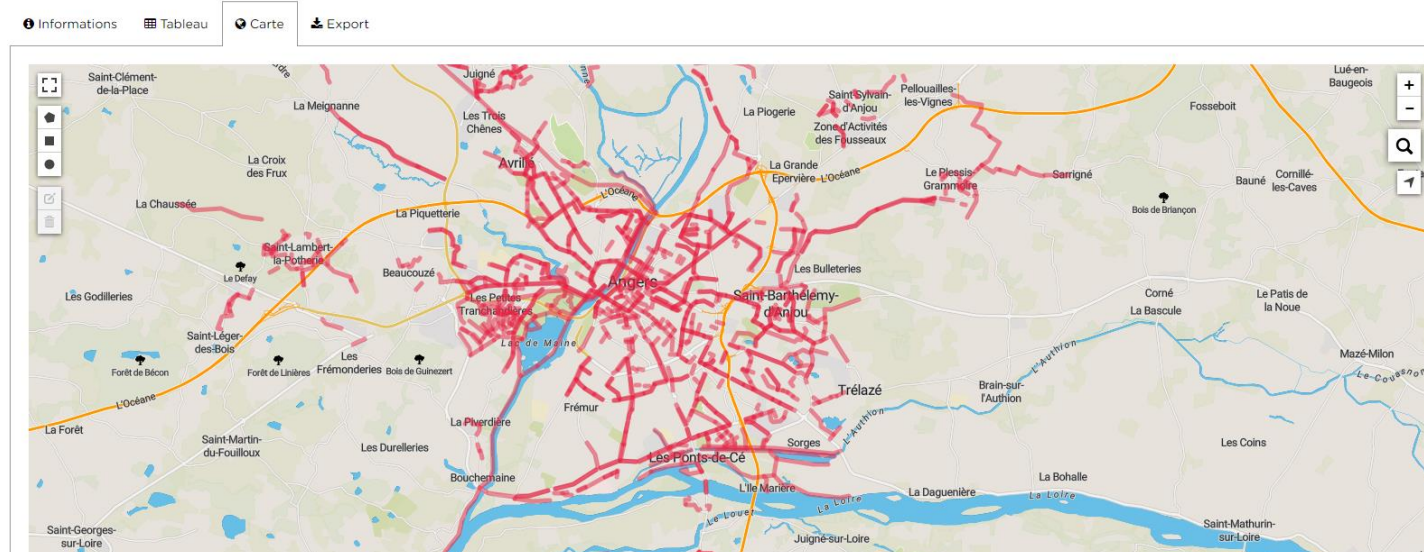 Informations
Tableau
Carte
Export
Saint-Clément-
de-la-Place
Juigné
Lué-en-
Baugeois
+
−
La Meignanne
Les Trois
Chênes
La Piogerie
Saint-Sylvain-
d'Anjou
Pellouailles-
les-Vignes
Fosseboit
Zone d'Activités
des Fousseaux
La Croix
des Frux
Avrillé
La Grande
Epervière
L'Océane
L'Océane
Le Plessis-
Grammoire
Sarrigné
Bauné
Cornillé-
les-Caves
La Chaussée
La Piquetterie
Bois de Briançon
Saint-Lambert-
la-Potherie
Le Defay
Beaucouzé
Les Bulleteries
Angers
Les Godilleries
Les Petites
Tranchandières
Saint-Barthélemy-
d'Anjou
Corné
La Bascule
Le Patis de
la Noue
Saint-Léger-
des-Bois
Lac de Maine
Les
Frémonderies
Forêt de Bécon
Forêt de Linières
Bois de Guinezert
L'Authion
Mazé-Milon
Le Couasnon
Trélazé
Brain-sur-
l'Authion
L'Océane
Frémur
L'Authion
La Forêt
La Piverdière
Saint-Martin-
du-Fouilloux
Les Durelleries
Sorges
Les Coins
Les Ponts-de-Cé
Bouchemaine
L'Ile Marière
La Daguenière
La Bohalle
La Loire
La Loire
Le Louet
Saint-Georges-
sur-Loire
Juigné-sur-Loire
Saint-Mathurin-
sur-Loire